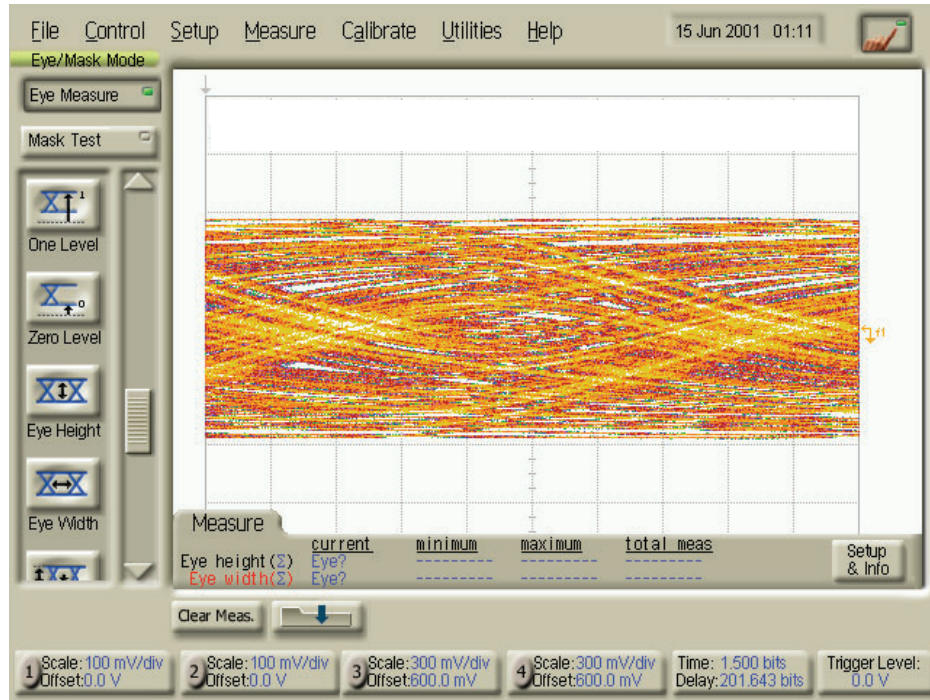 File Control Setup Measure Calibrate Utilities Help 15 Jun 2001 01:11
Eye/Mask Mode
Eye Measure
Mask Test
1
One Level
0
Zero Level
Eye Height
Eye Width
f1
Measure
current minimum maximum total meas
Eye height(Σ) Eye? --------- --------- ---------
Eye width(Σ) Eye? --------- --------- ---------
Setup
& Info
Clear Meas.
1 Scale:100 mV/div
Offset:0.0 V
2 Scale:100 mV/div
Offset:0.0 V
3 Scale:300 mV/div
Offset:600.0 mV
4 Scale:300 mV/div
Offset:600.0 mV
Time: 1.500 bits
Delay:201.643 bits
Trigger Level:
0.0 V